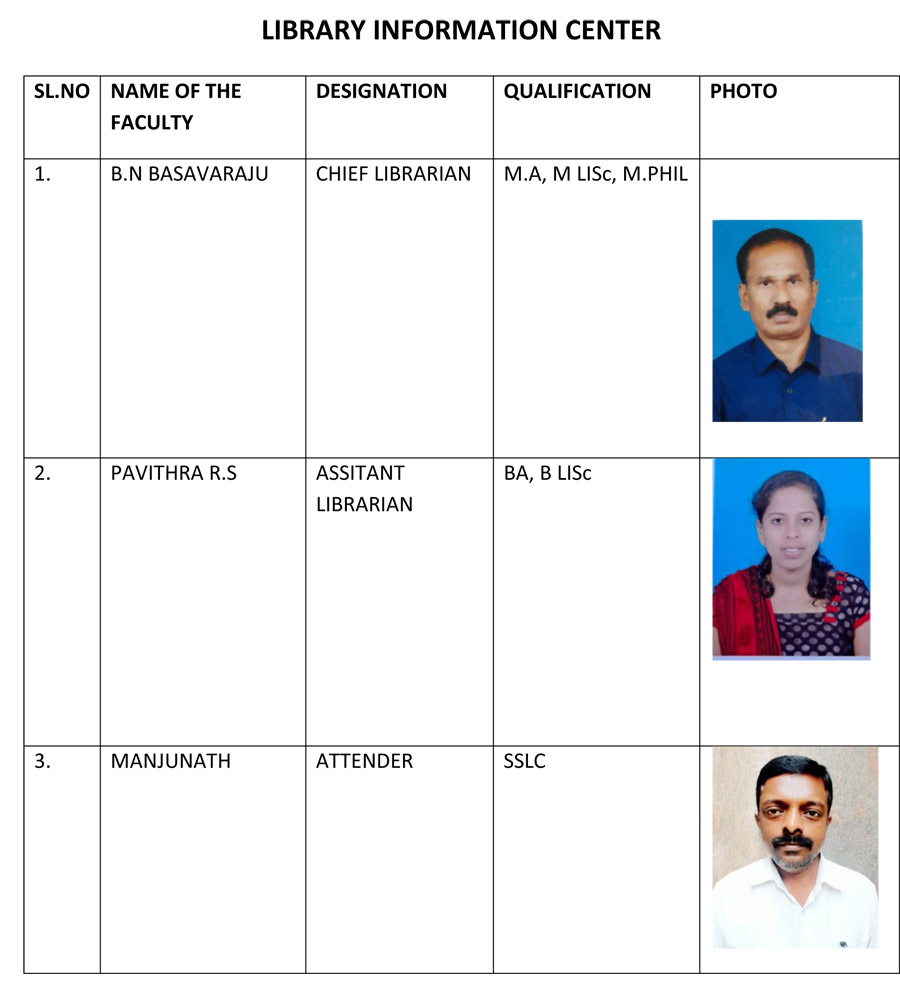 LIBRARY INFORMATION CENTER
SL.NO NAME OF THE FACULTY DESIGNATION QUALIFICATION PHOTO
1. B.N BASAVARAJU CHIEF LIBRARIAN M.A, M LISc, M.PHIL
2. PAVITHRA R.S ASSITANT LIBRARIAN BA, B LISc
3. MANJUNATH ATTENDER SSLC